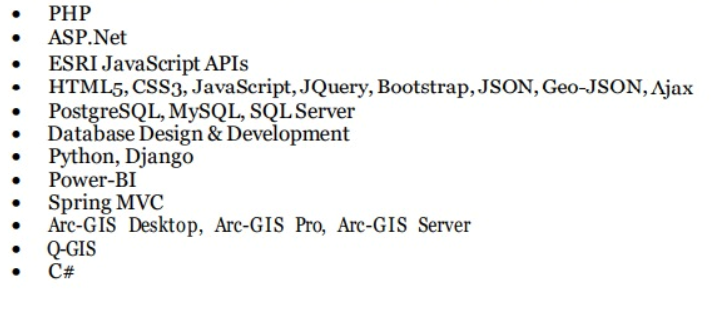 • PHP
• ASP.Net
• ESRI JavaScript APIs
• HTML5, CSS3, JavaScript, JQuery, Bootstrap, JSON, Geo-JSON, Ajax
• PostgreSQL, MySQL, SQL Server
• Database Design & Development
• Python, Django
• Power-BI
• Spring MVC
• Arc-GIS Desktop, Arc-GIS Pro, Arc-GIS Server
• Q-GIS
• C#